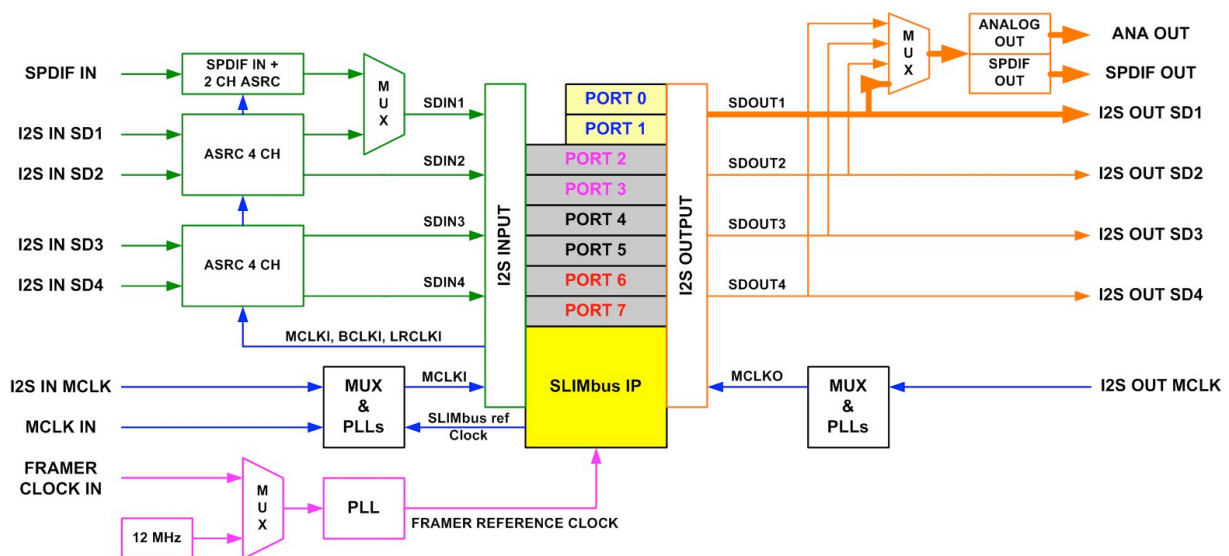 SPDIF IN
I2S IN SD1
I2S IN SD2
I2S IN SD3
I2S IN SD4
I2S IN MCLK
MCLK IN
FRAMER
CLOCK IN
12 MHz
SPDIF IN +
2 CH ASRC
ASRC 4 CH
ASRC 4 CH
MUX
SDIN1
SDIN2
SDIN3
SDIN4
MCLKI, BCLKI, LRCLKI
MUX
&
PLLs
MCLKI
SLIMbus ref
Clock
MUX
PLL
FRAMER REFERENCE CLOCK
I2S INPUT
PORT 0
PORT 1
PORT 2
PORT 3
PORT 4
PORT 5
PORT 6
PORT 7
SLIMbus IP
I2S OUTPUT
SDOUT1
SDOUT2
SDOUT3
SDOUT4
MCLKO
MUX
&
PLLs
MUX
ANALOG
OUT
SPDIF
OUT
ANA OUT
SPDIF OUT
I2S OUT SD1
I2S OUT SD2
I2S OUT SD3
I2S OUT SD4
I2S OUT MCLK